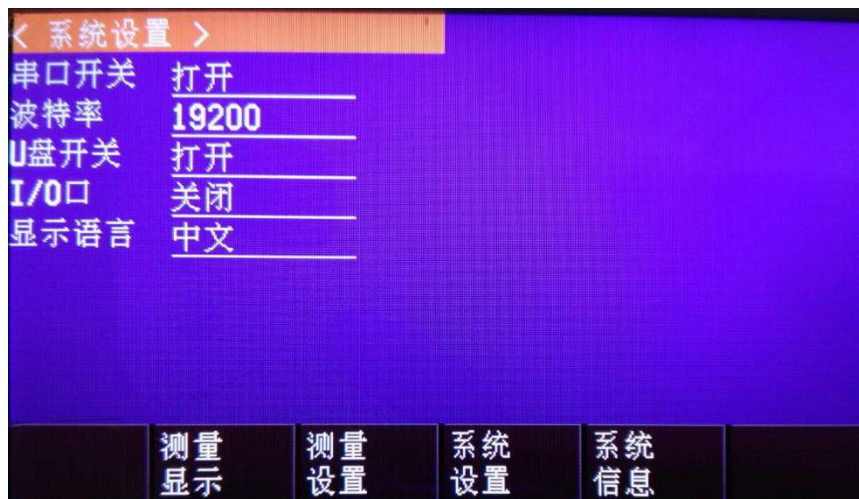 < 系统设置 >
串口开关 打开
波特率 19200
U盘开关 打开
I/O口 关闭
显示语言 中文
测量显示 测量设置 系统设置 系统信息